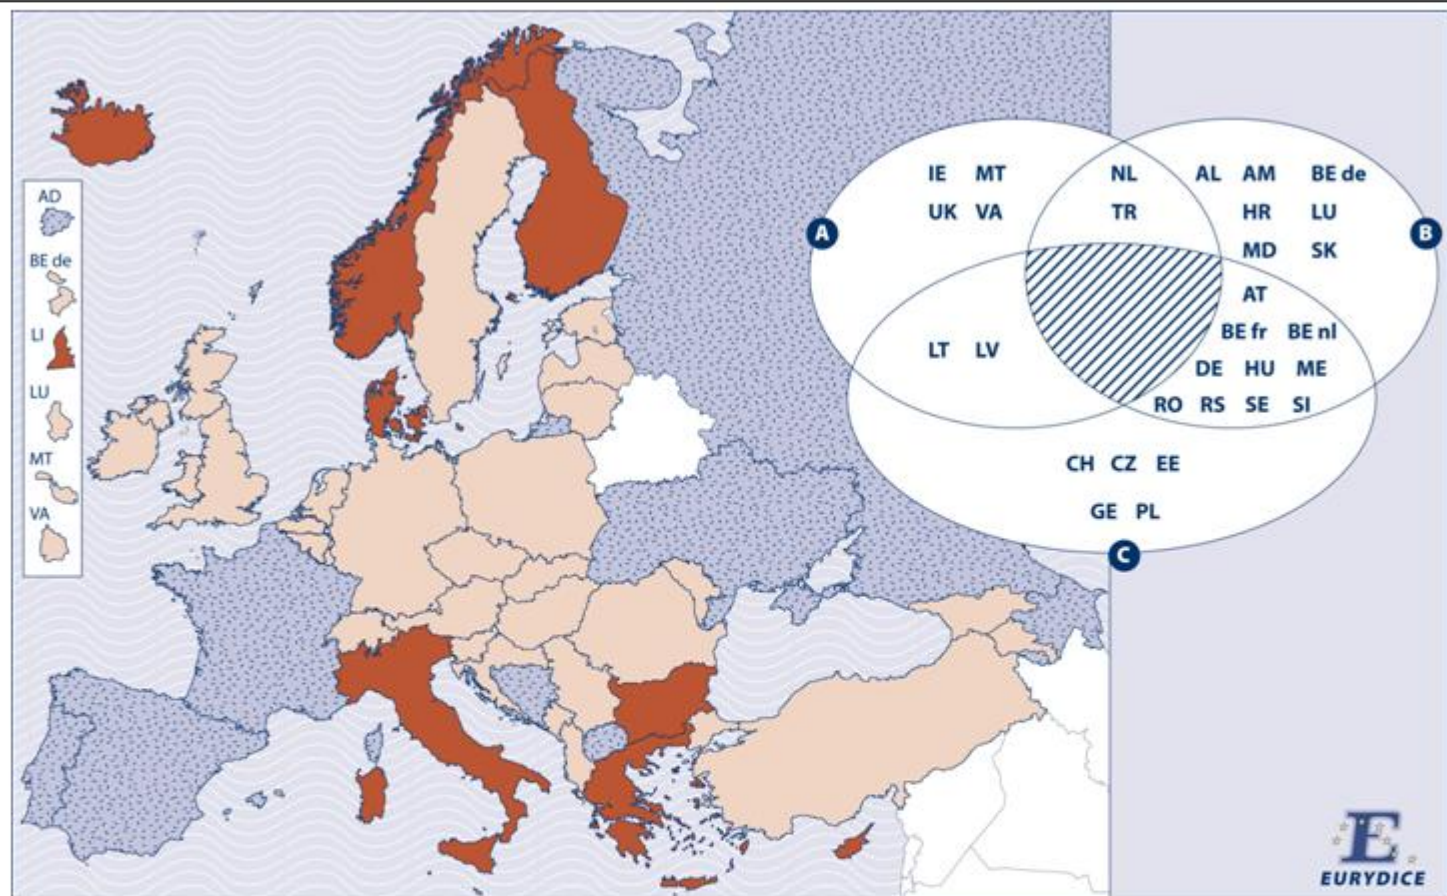 AD
BE de
LI
LU
MT
VA
IE MT
UK VA
NL
TR
AL AM BE de
HR LU
MD SK
A
B
AT
BE fr BE nl
DE HU ME
RO RS SE SI
LT LV
CH CZ EE
GE PL
C
E
EURYDICE